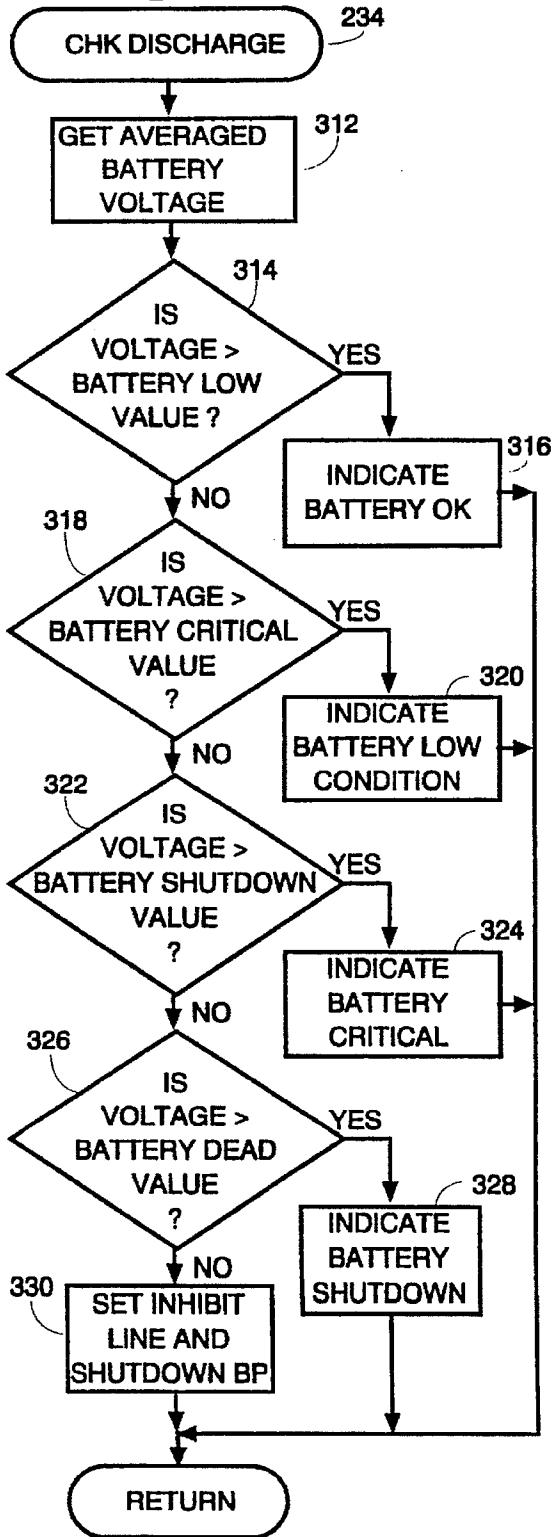 CHK DISCHARGE
234
312
GET AVERAGED
BATTERY
VOLTAGE
314
IS
VOLTAGE >
BATTERY LOW
VALUE ?
YES
316
INDICATE
BATTERY OK
NO
318
IS
VOLTAGE >
BATTERY CRITICAL
VALUE
?
YES
320
INDICATE
BATTERY LOW
CONDITION
NO
322
IS
VOLTAGE >
BATTERY SHUTDOWN
VALUE
?
YES
324
INDICATE
BATTERY
CRITICAL
NO
326
IS
VOLTAGE >
BATTERY DEAD
VALUE
?
YES
328
INDICATE
BATTERY
SHUTDOWN
NO
330
SET INHIBIT
LINE AND
SHUTDOWN BP
RETURN